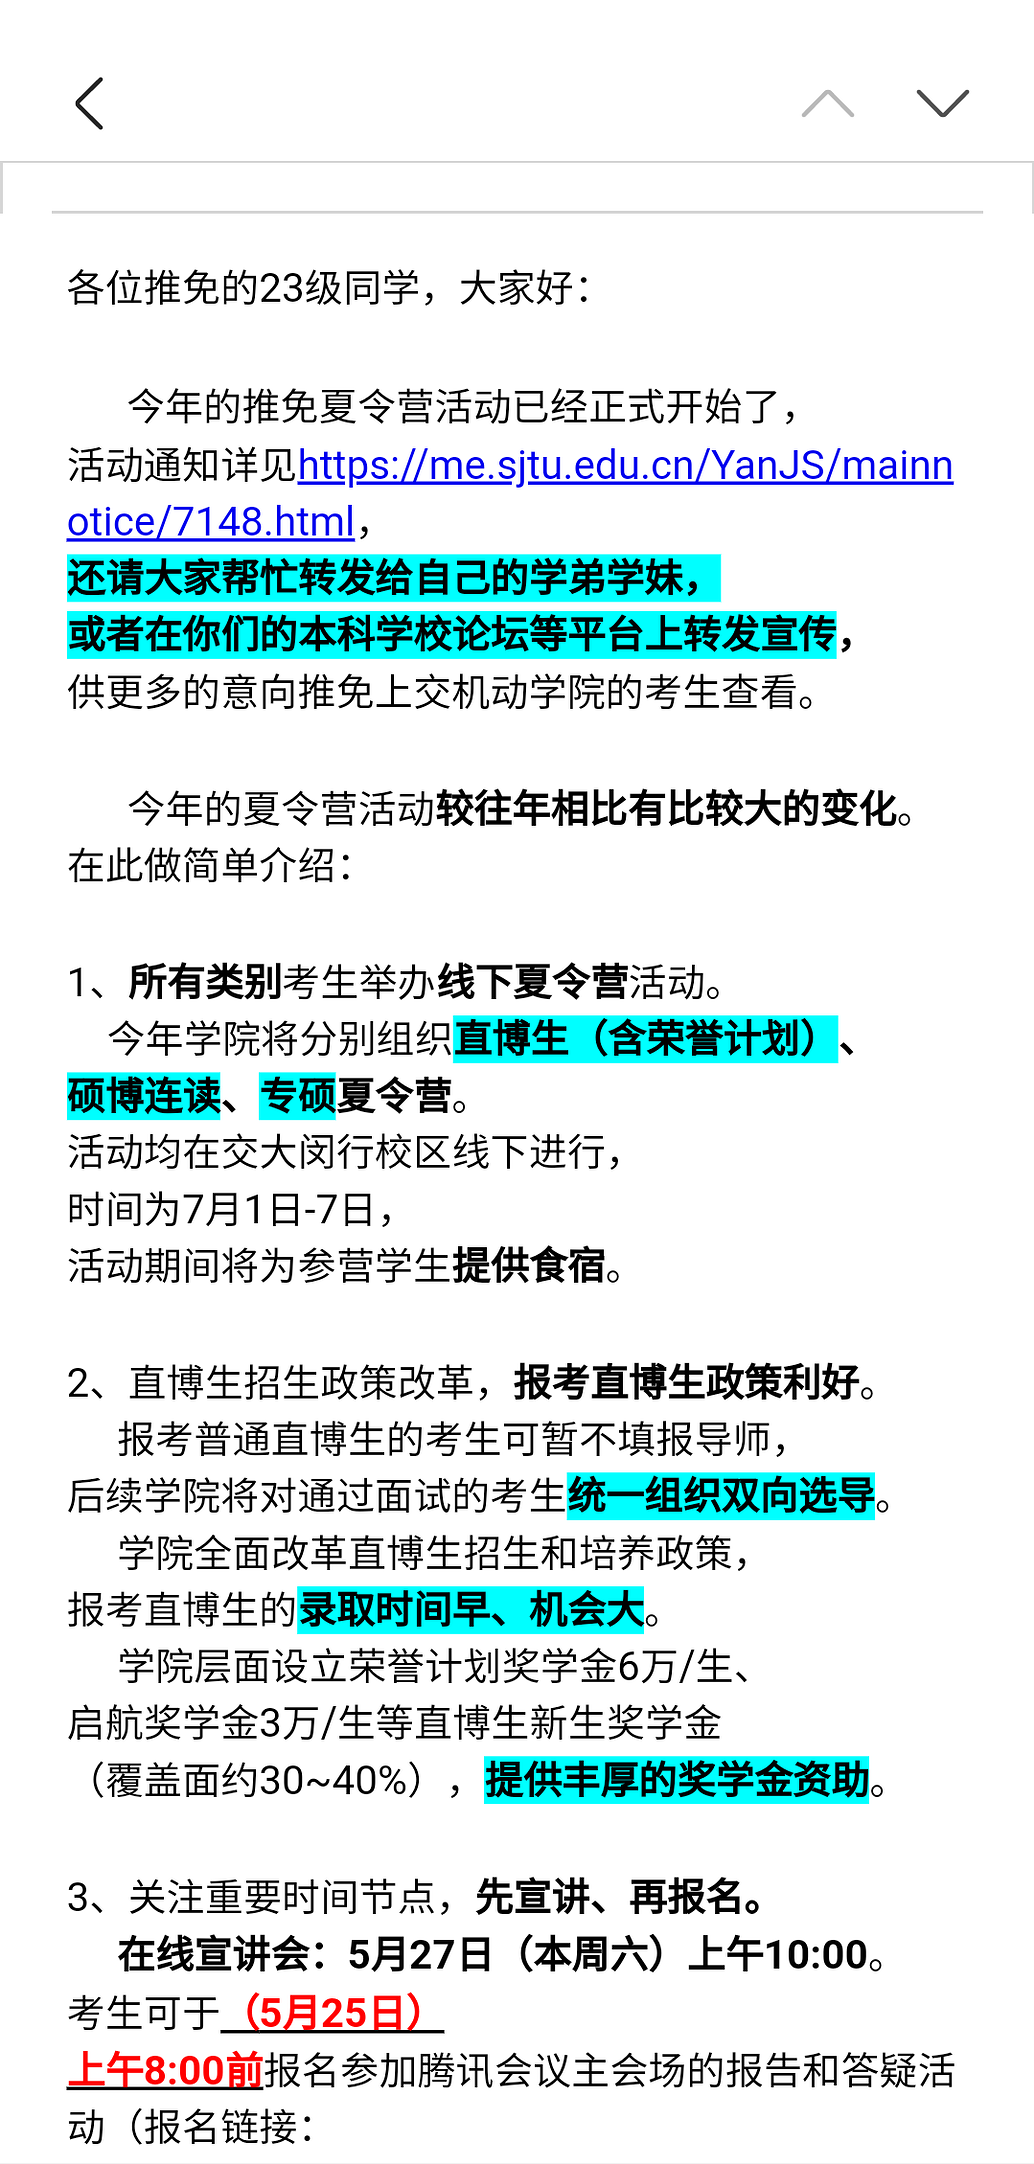 各位推免的23级同学，大家好：
今年的推免夏令营活动已经正式开始了，
活动通知详见https://me.sjtu.edu.cn/YanJS/mainn
otice/7148.html，
还请大家帮忙转发给自己的学弟学妹，
或者在你们的本科学校论坛等平台上转发宣传，
供更多的意向推免上交机动学院的考生查看。
今年的夏令营活动较往年相比有比较大的变化。
在此做简单介绍：
1、所有类别考生举办线下夏令营活动。
今年学院将分别组织直博生（含荣誉计划）、
硕博连读、专硕夏令营。
活动均在交大闵行校区线下进行，
时间为7月1日-7日，
活动期间将为参营学生提供食宿。
2、直博生招生政策改革，报考直博生政策利好。
报考普通直博生的考生可暂不填报导师，
后续学院将对通过面试的考生统一组织双向选导。
学院全面改革直博生招生和培养政策，
报考直博生的录取时间早、机会大。
学院层面设立荣誉计划奖学金6万/生、
启航奖学金3万/生等直博生新生奖学金
（覆盖面约30~40%），提供丰厚的奖学金资助。
3、关注重要时间节点，先宣讲、再报名。
在线宣讲会：5月27日（本周六）上午10:00。
考生可于（5月25日）
上午8:00前报名参加腾讯会议主会场的报告和答疑活
动（报名链接：